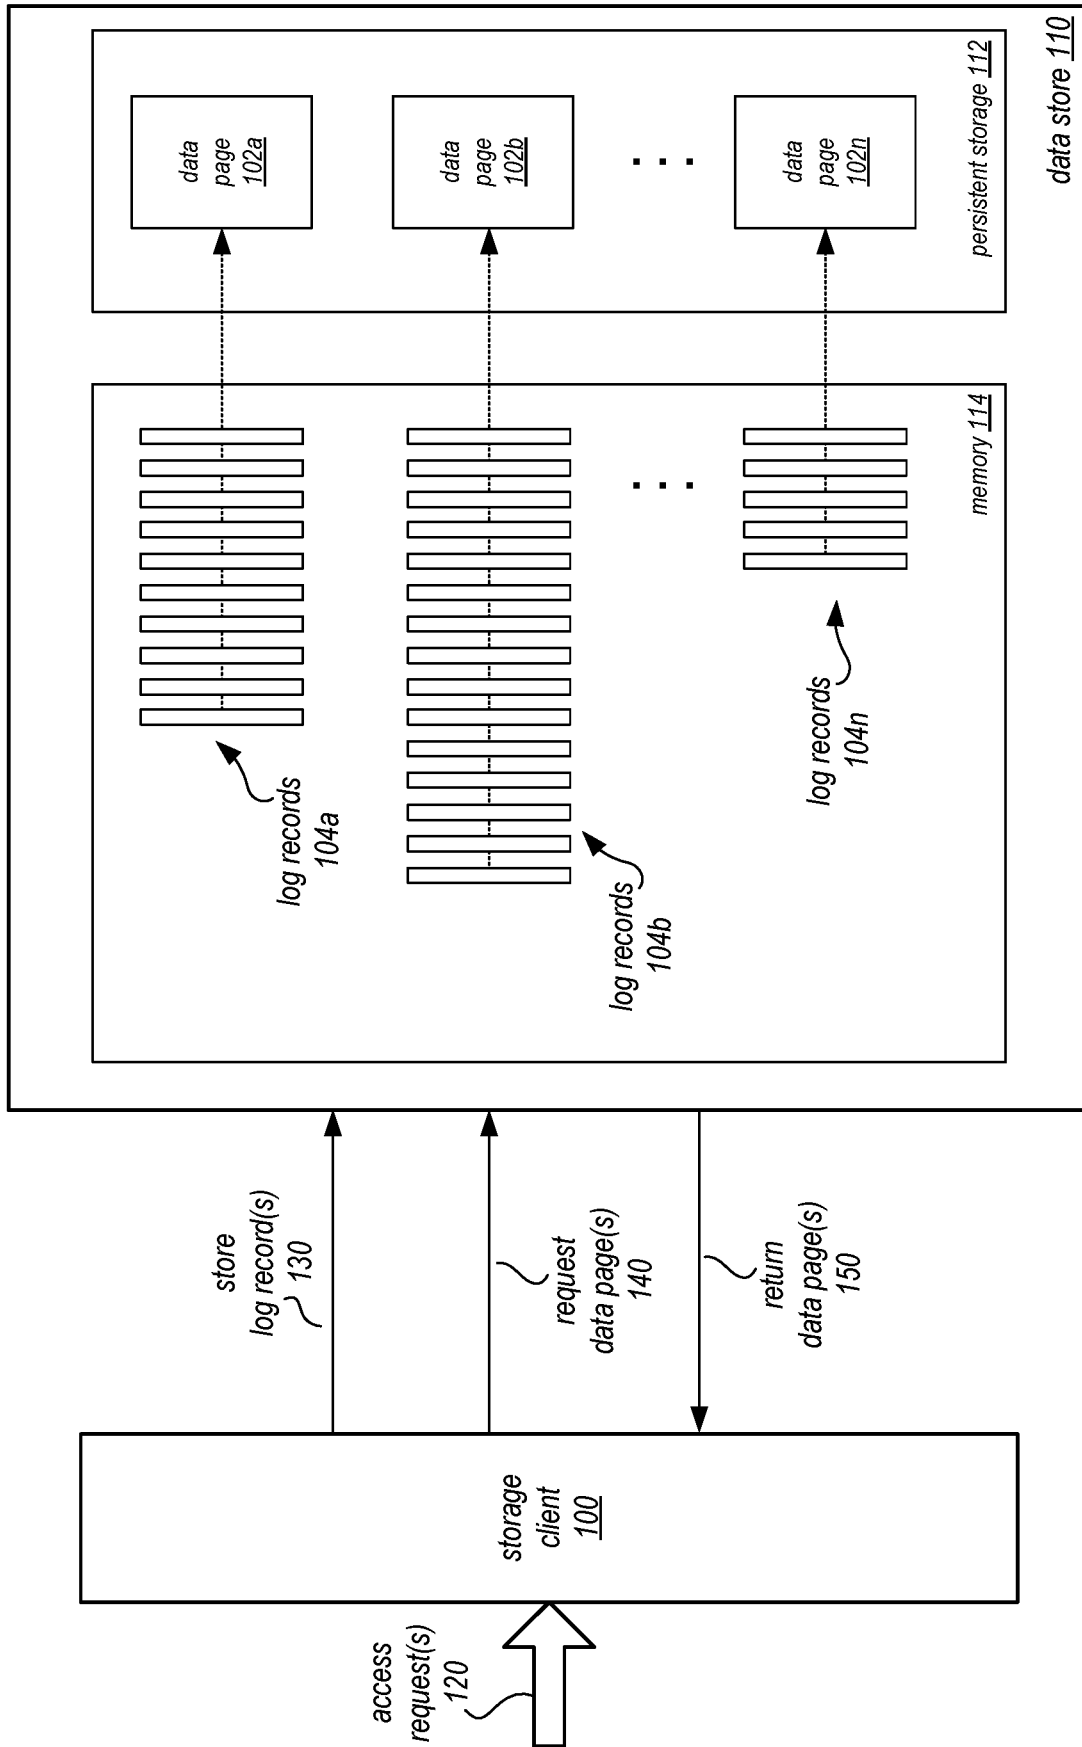 access
request(s)
120
storage
client
100
store
log record(s)
130
request
data page(s)
140
return
data page(s)
150
log records
104a
log records
104b
log records
104n
. . .
memory 114
data
page
102a
data
page
102b
. . .
data
page
102n
persistent storage 112
data store 110